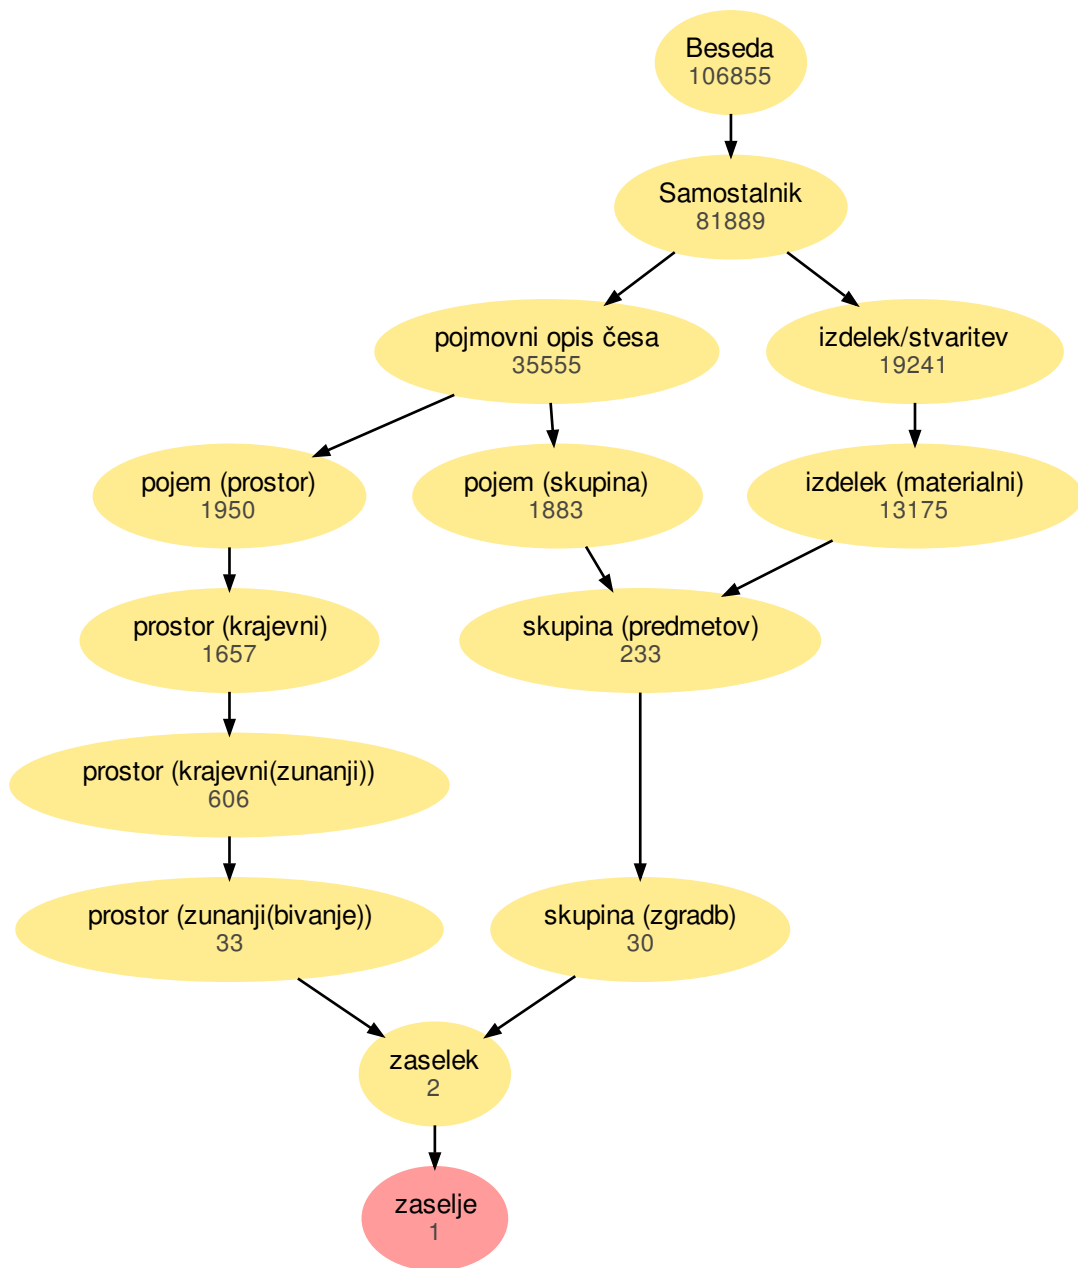 Beseda
106855
Samostalnik
81889
pojmovni opis česa
35555
izdelek/stvaritev
19241
pojem (prostor)
1950
pojem (skupina)
1883
izdelek (materialni)
13175
prostor (krajevni)
1657
skupina (predmetov)
233
prostor (krajevni(zunanji))
606
prostor (zunanji(bivanje))
33
skupina (zgradb)
30
zaselek
2
zaselje
1